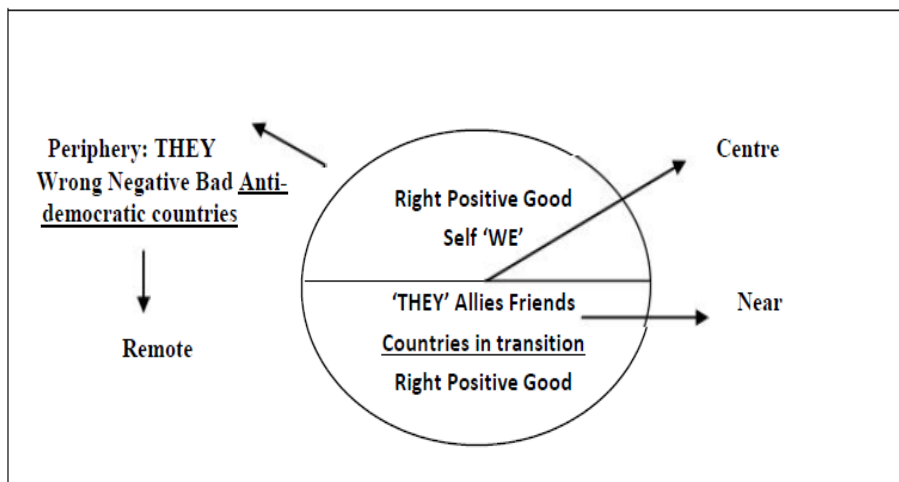 Periphery: THEY
Wrong Negative Bad Anti-
democratic countries
Remote
Right Positive Good
Self ‘WE’
‘THEY’ Allies Friends
Countries in transition
Right Positive Good
Centre
Near